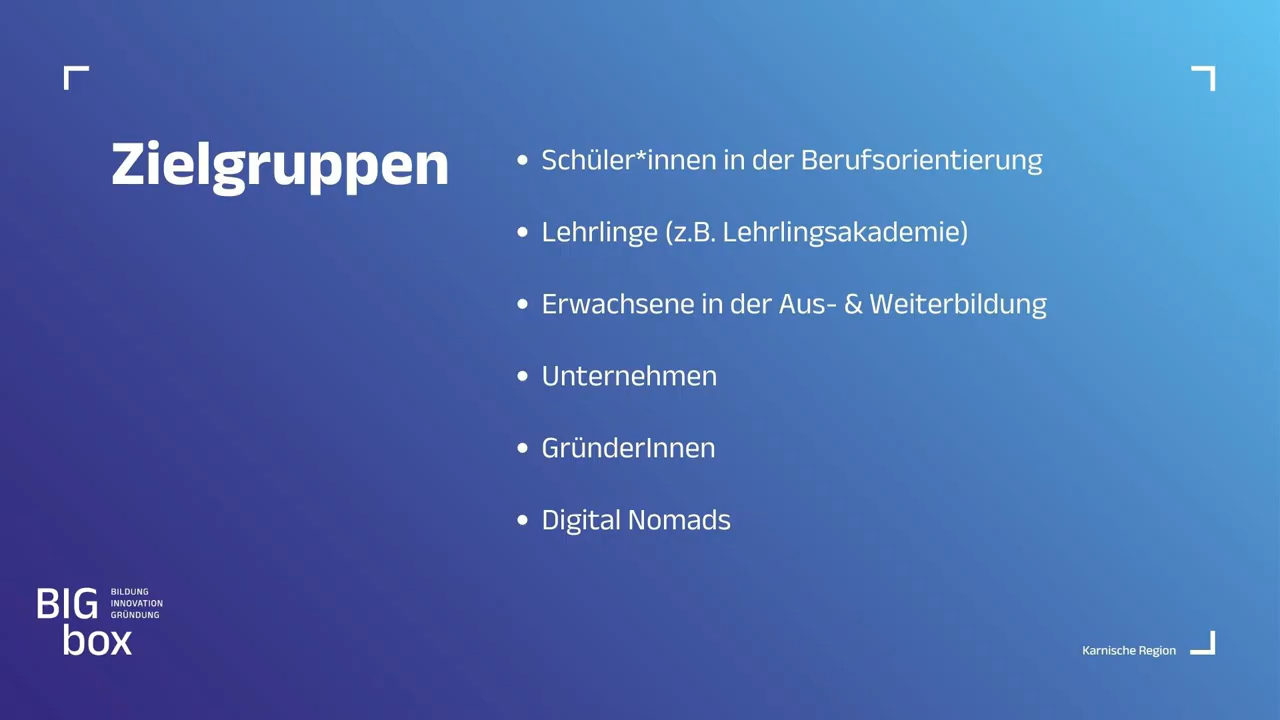 Zielgruppen
• Schüler*innen in der Berufsorientierung
• Lehrlinge (z.B. Lehrlingsakademie)
• Erwachsene in der Aus- & Weiterbildung
• Unternehmen
• GründerInnen
• Digital Nomads
BIG
box
BILDUNG
INNOVATION
GRÜNDUNG
Karnische Region